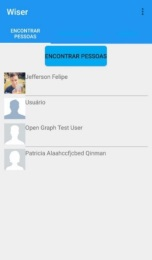 Wiser
ENCONTRAR
PESSOAS
ENCONTRAR PESSOAS
Jefferson Felipe
Usuário
Open Graph Test User
Patricia Alaahccfjcbed Qinman